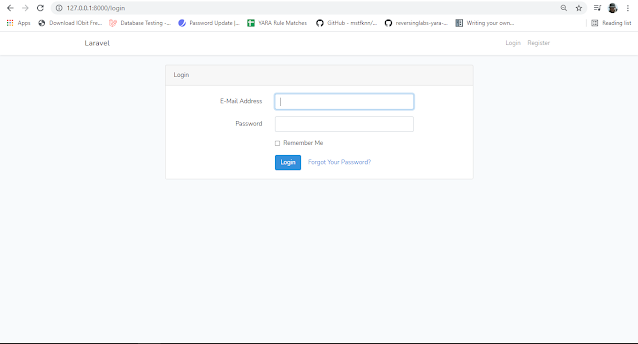 127.0.0.1:8000/login
Apps Download IObit Fre... Database Testing -... Password Update |... YARA Rule Matches GitHub - mstfknn/... reversinglabs-yara-... Writing your own... Reading list
Laravel Login Register
Login
E-Mail Address
Password
Remember Me
Login Forgot Your Password?